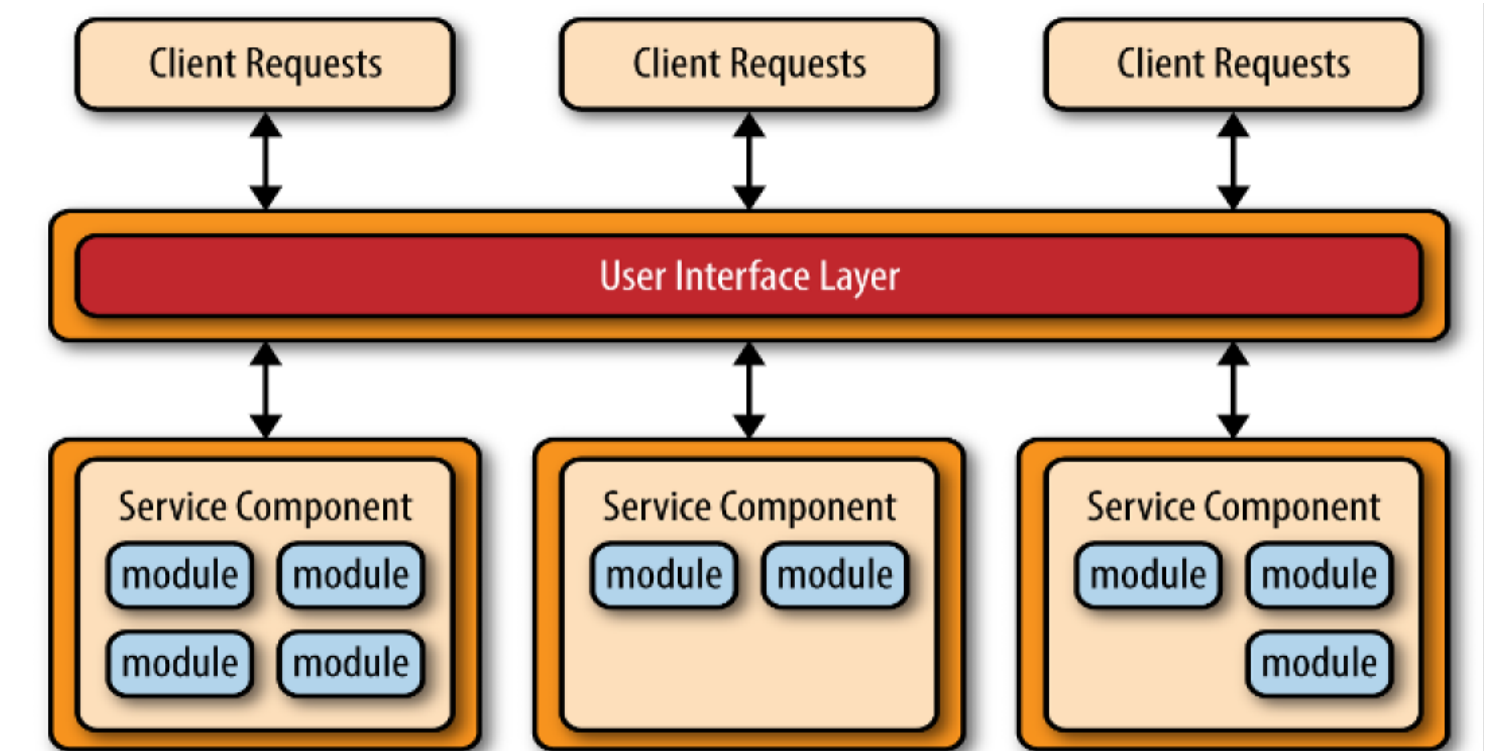 Client Requests
Client Requests
Client Requests
User Interface Layer
Service Component
module module
module module
Service Component
module module
Service Component
module module
module